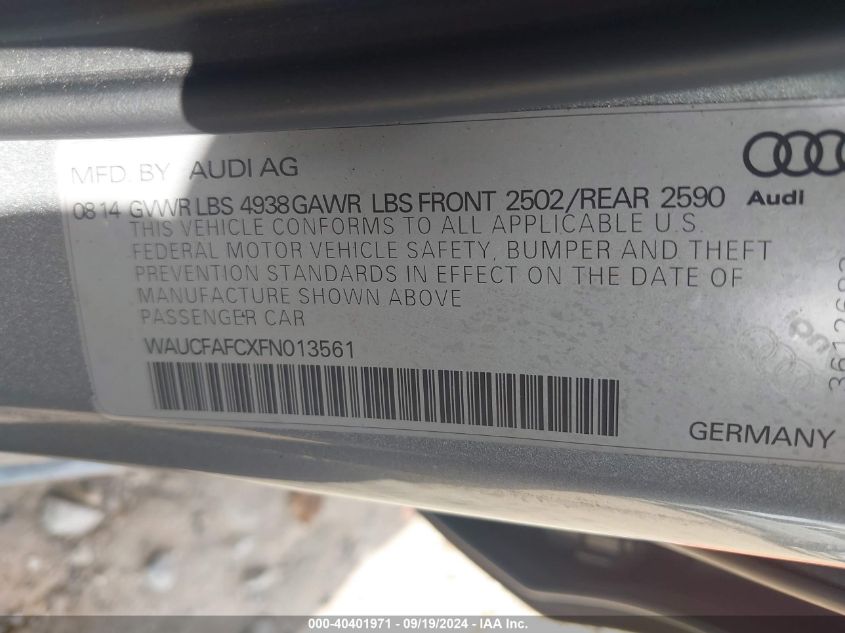 MFD. BY AUDI AG
Audi
08 14 GVWR LBS 4938 GAWR LBS FRONT 2502/REAR 2590
THIS VEHICLE CONFORMS TO ALL APPLICABLE U.S.
FEDERAL MOTOR VEHICLE SAFETY, BUMPER AND THEFT
PREVENTION STANDARDS IN EFFECT ON THE DATE OF
MANUFACTURE SHOWN ABOVE
PASSENGER CAR
WAUCFAFCXFN013561
GERMANY
000-40401971 - 09/19/2024 - IAA Inc.